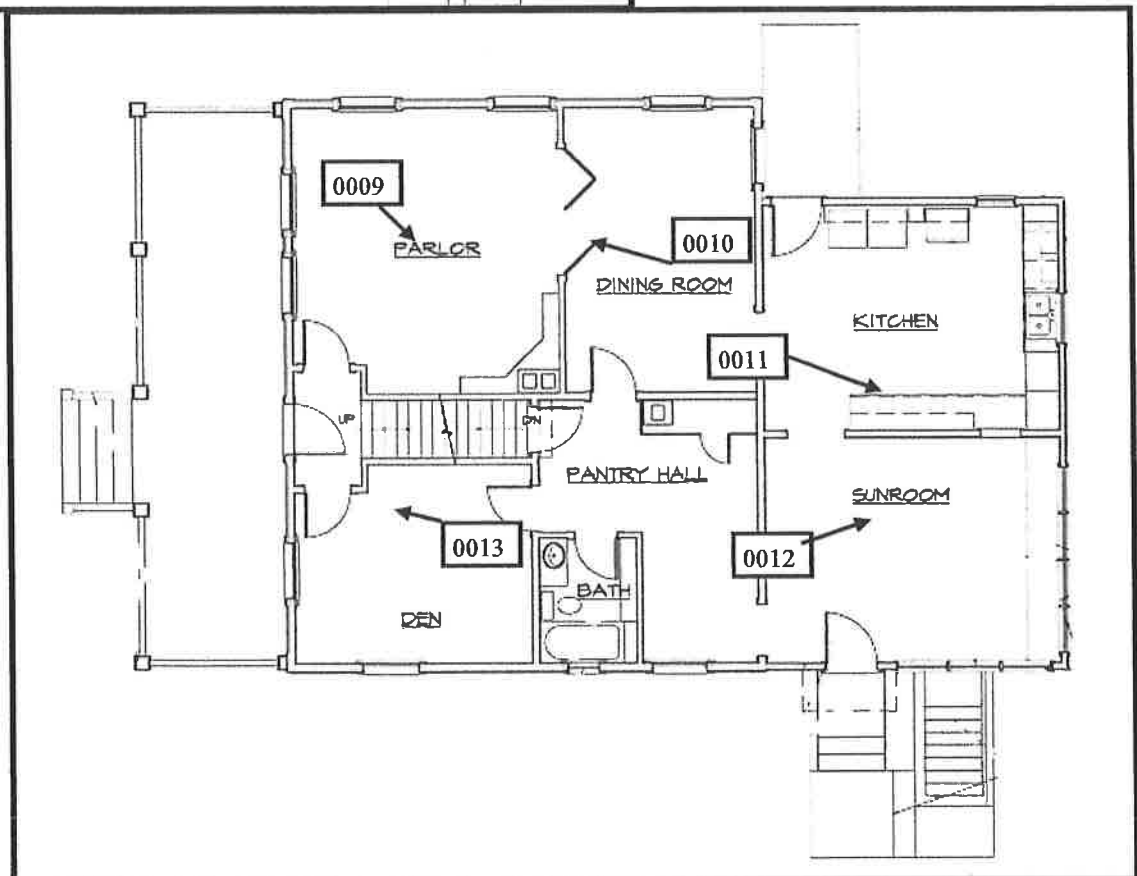 0009
PARLOR
0010
DINING ROOM
KITCHEN
0011
UP
DN
PANTRY HALL
SUNROOM
0013
0012
BATH
DEN